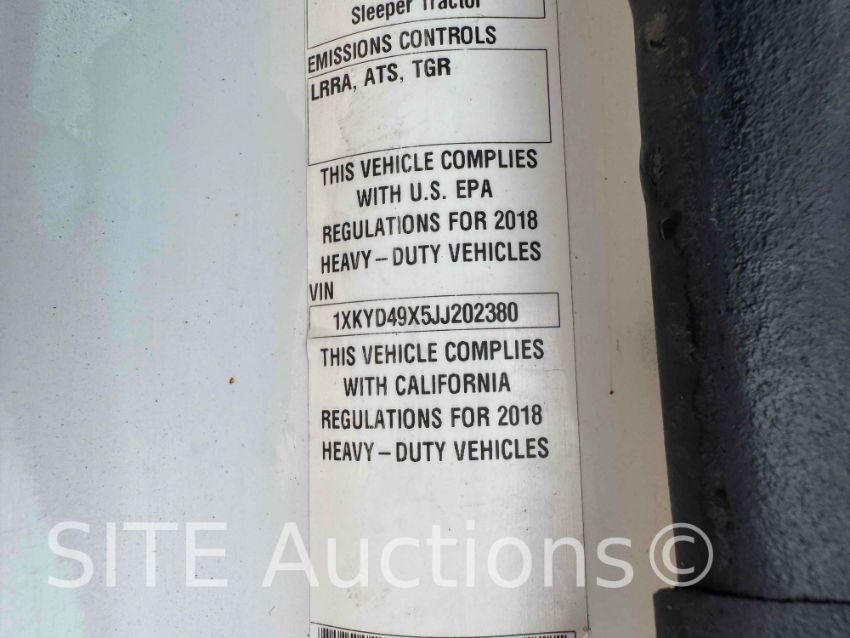 Sleeper Tractor
EMISSIONS CONTROLS
LRRA, ATS, TGR
THIS VEHICLE COMPLIES
WITH U.S. EPA
REGULATIONS FOR 2018
HEAVY-DUTY VEHICLES
VIN
1XKYD49X5JJ202380
THIS VEHICLE COMPLIES
WITH CALIFORNIA
REGULATIONS FOR 2018
HEAVY-DUTY VEHICLES
SITE Auctions©